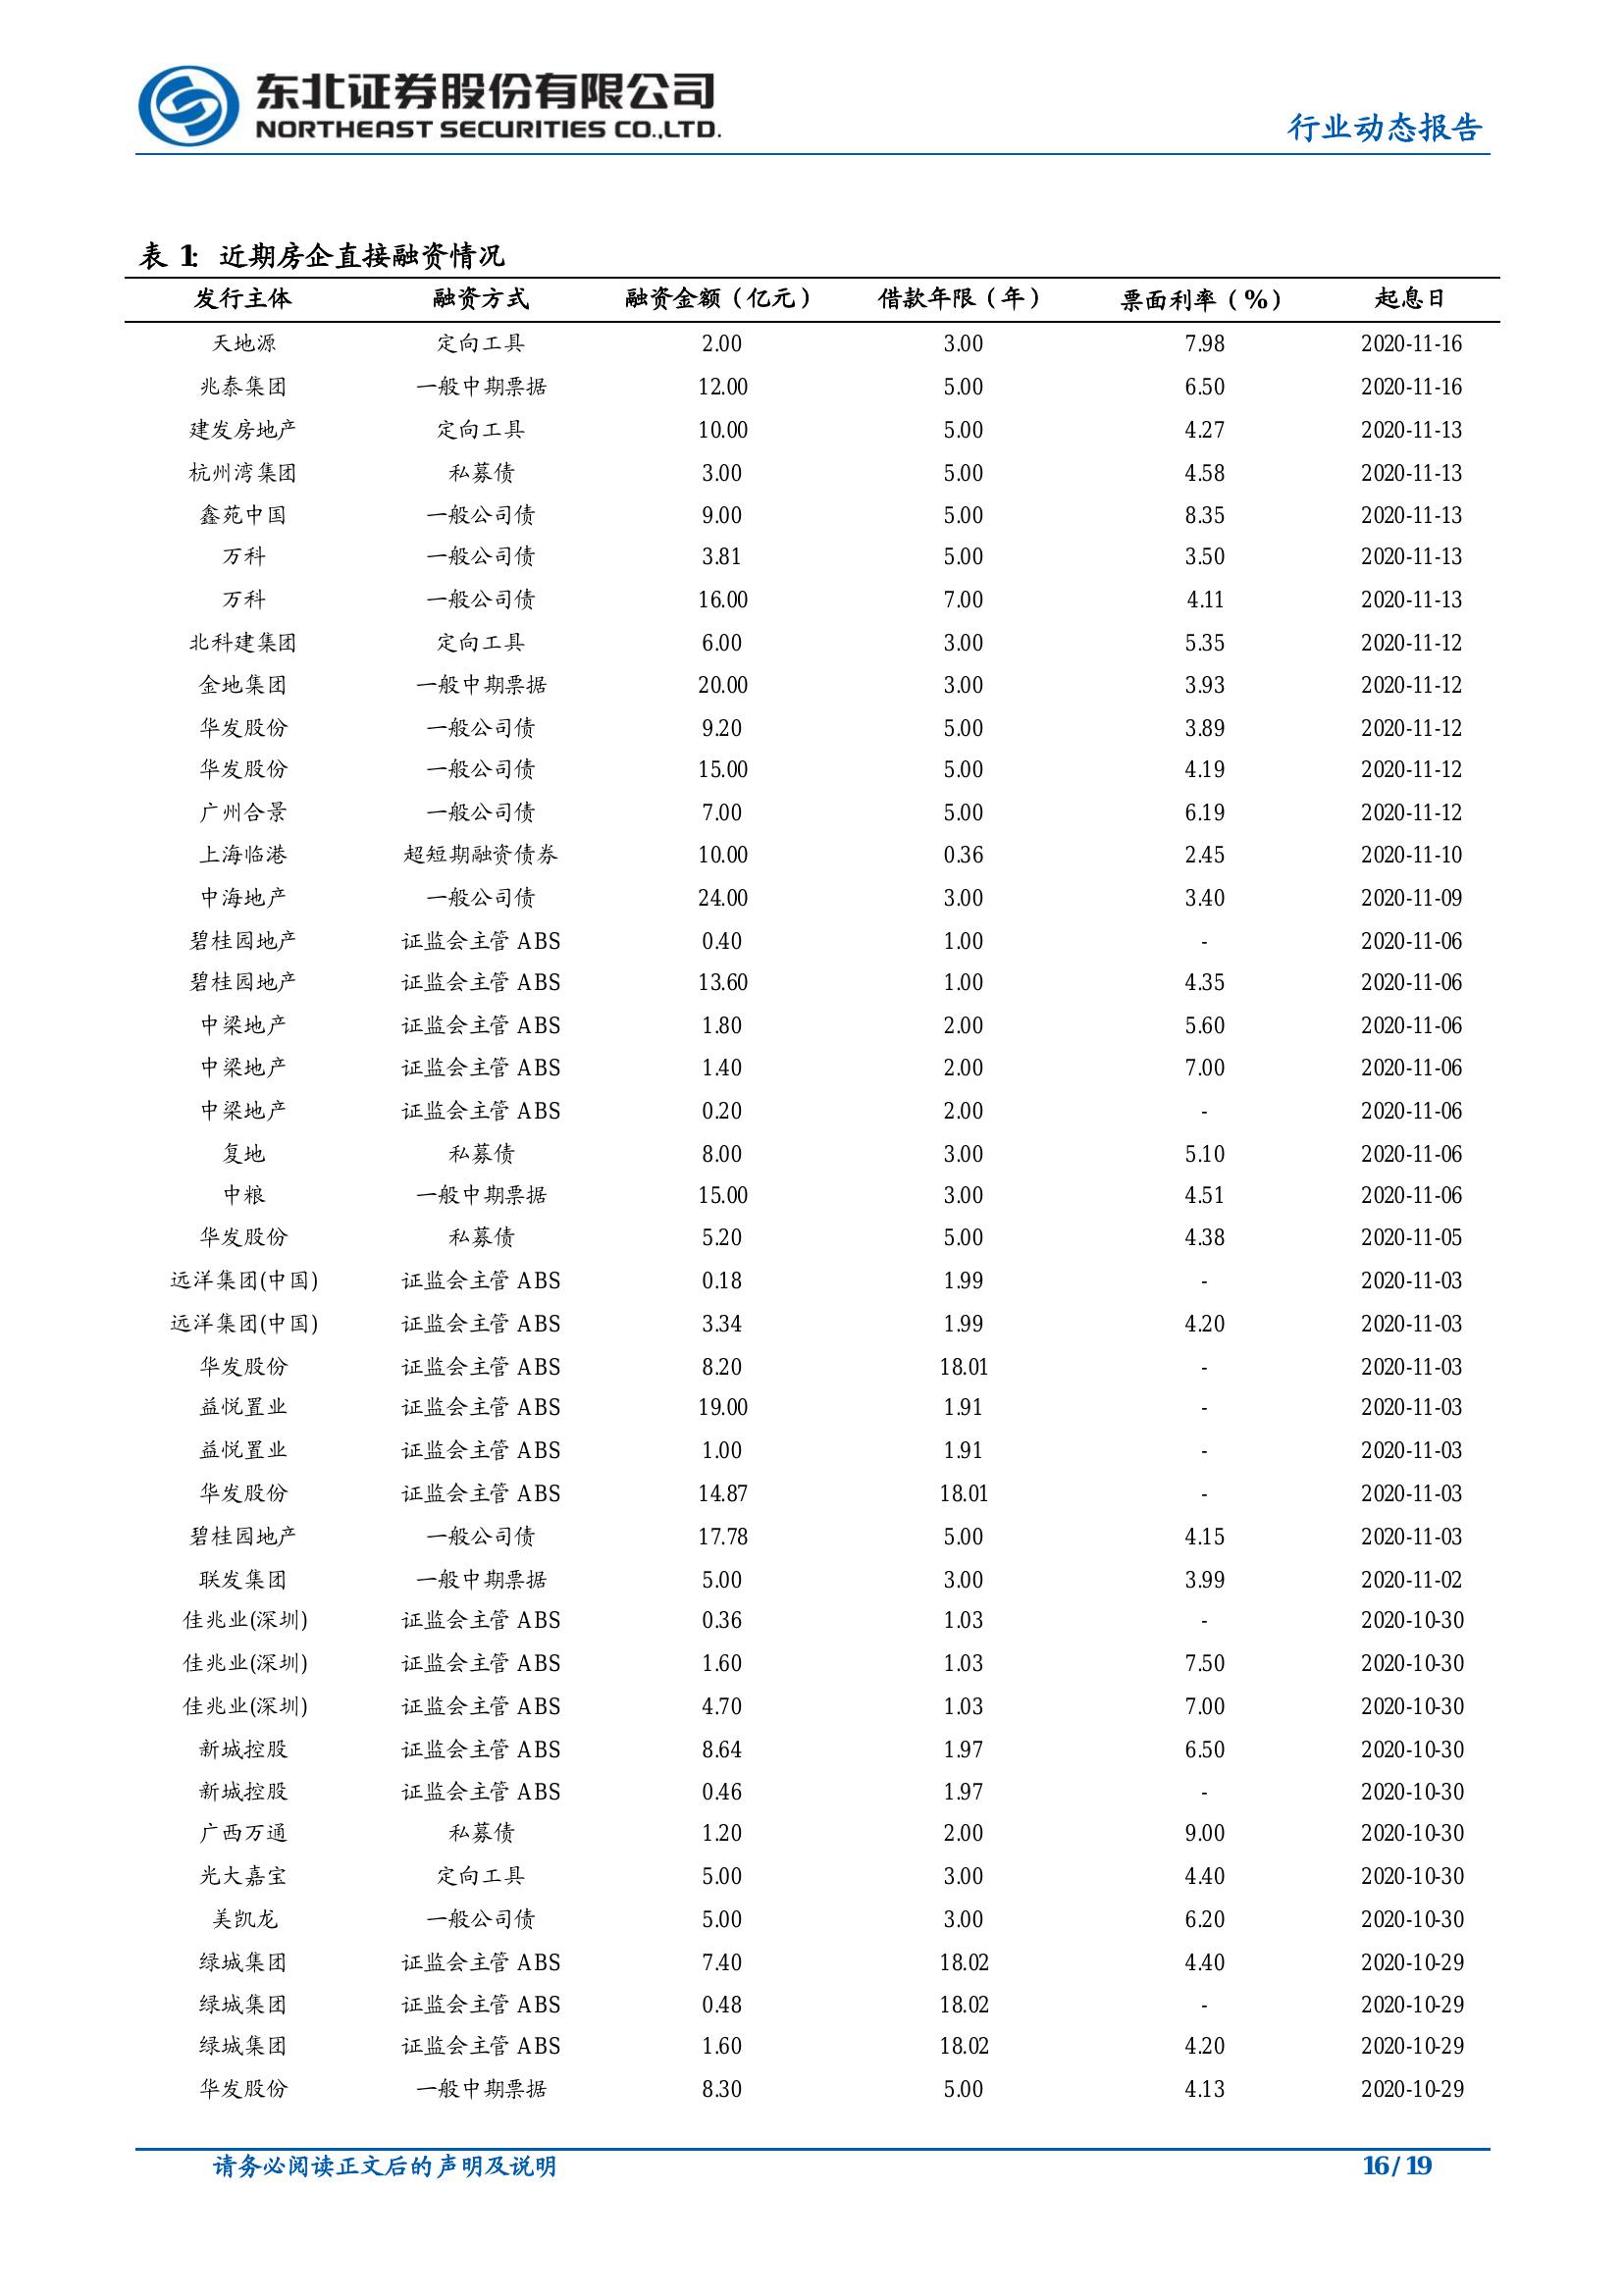 东北证券股份有限公司
NORTHEAST SECURITIES CO.,LTD.
行业动态报告
表 1: 近期房企直接融资情况
发行主体 融资方式 融资金额（亿元） 借款年限（年） 票面利率（%） 起息日
天地源 定向工具 2.00 3.00 7.98 2020-11-16
兆泰集团 一般中期票据 12.00 5.00 6.50 2020-11-16
建发房地产 定向工具 10.00 5.00 4.27 2020-11-13
杭州湾集团 私募债 3.00 5.00 4.58 2020-11-13
鑫苑中国 一般公司债 9.00 5.00 8.35 2020-11-13
万科 一般公司债 3.81 5.00 3.50 2020-11-13
万科 一般公司债 16.00 7.00 4.11 2020-11-13
北科建集团 定向工具 6.00 3.00 5.35 2020-11-12
金地集团 一般中期票据 20.00 3.00 3.93 2020-11-12
华发股份 一般公司债 9.20 5.00 3.89 2020-11-12
华发股份 一般公司债 15.00 5.00 4.19 2020-11-12
广州合景 一般公司债 7.00 5.00 6.19 2020-11-12
上海临港 超短期融资债券 10.00 0.36 2.45 2020-11-10
中海地产 一般公司债 24.00 3.00 3.40 2020-11-09
碧桂园地产 证监会主管 ABS 0.40 1.00 - 2020-11-06
碧桂园地产 证监会主管 ABS 13.60 1.00 4.35 2020-11-06
中梁地产 证监会主管 ABS 1.80 2.00 5.60 2020-11-06
中梁地产 证监会主管 ABS 1.40 2.00 7.00 2020-11-06
中梁地产 证监会主管 ABS 0.20 2.00 - 2020-11-06
复地 私募债 8.00 3.00 5.10 2020-11-06
中粮 一般中期票据 15.00 3.00 4.51 2020-11-06
华发股份 私募债 5.20 5.00 4.38 2020-11-05
远洋集团(中国) 证监会主管 ABS 0.18 1.99 - 2020-11-03
远洋集团(中国) 证监会主管 ABS 3.34 1.99 4.20 2020-11-03
华发股份 证监会主管 ABS 8.20 18.01 - 2020-11-03
益悦置业 证监会主管 ABS 19.00 1.91 - 2020-11-03
益悦置业 证监会主管 ABS 1.00 1.91 - 2020-11-03
华发股份 证监会主管 ABS 14.87 18.01 - 2020-11-03
碧桂园地产 一般公司债 17.78 5.00 4.15 2020-11-03
联发集团 一般中期票据 5.00 3.00 3.99 2020-11-02
佳兆业(深圳) 证监会主管 ABS 0.36 1.03 - 2020-10-30
佳兆业(深圳) 证监会主管 ABS 1.60 1.03 7.50 2020-10-30
佳兆业(深圳) 证监会主管 ABS 4.70 1.03 7.00 2020-10-30
新城控股 证监会主管 ABS 8.64 1.97 6.50 2020-10-30
新城控股 证监会主管 ABS 0.46 1.97 - 2020-10-30
广西万通 私募债 1.20 2.00 9.00 2020-10-30
光大嘉宝 定向工具 5.00 3.00 4.40 2020-10-30
美凯龙 一般公司债 5.00 3.00 6.20 2020-10-30
绿城集团 证监会主管 ABS 7.40 18.02 4.40 2020-10-29
绿城集团 证监会主管 ABS 0.48 18.02 - 2020-10-29
绿城集团 证监会主管 ABS 1.60 18.02 4.20 2020-10-29
华发股份 一般中期票据 8.30 5.00 4.13 2020-10-29
请务必阅读正文后的声明及说明 16 / 19